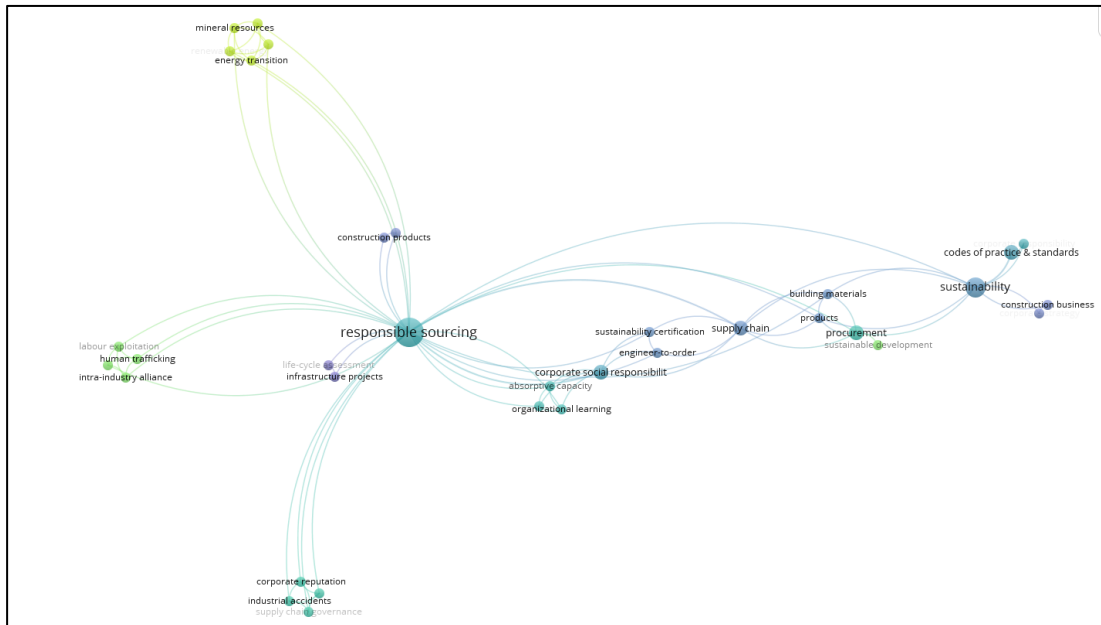 mineral resources
renewable energy
energy transition
construction products
codes of practice & standards
sustainability
building materials
construction business
responsible sourcing
sustainability certification
supply chain
products
procurement
labour exploitation
sustainable development
human trafficking
life-cycle assessment
engineer-to-order
intra-industry alliance
infrastructure projects
corporate social responsibilit
absorptive capacity
organizational learning
corporate reputation
industrial accidents
supply chain governance